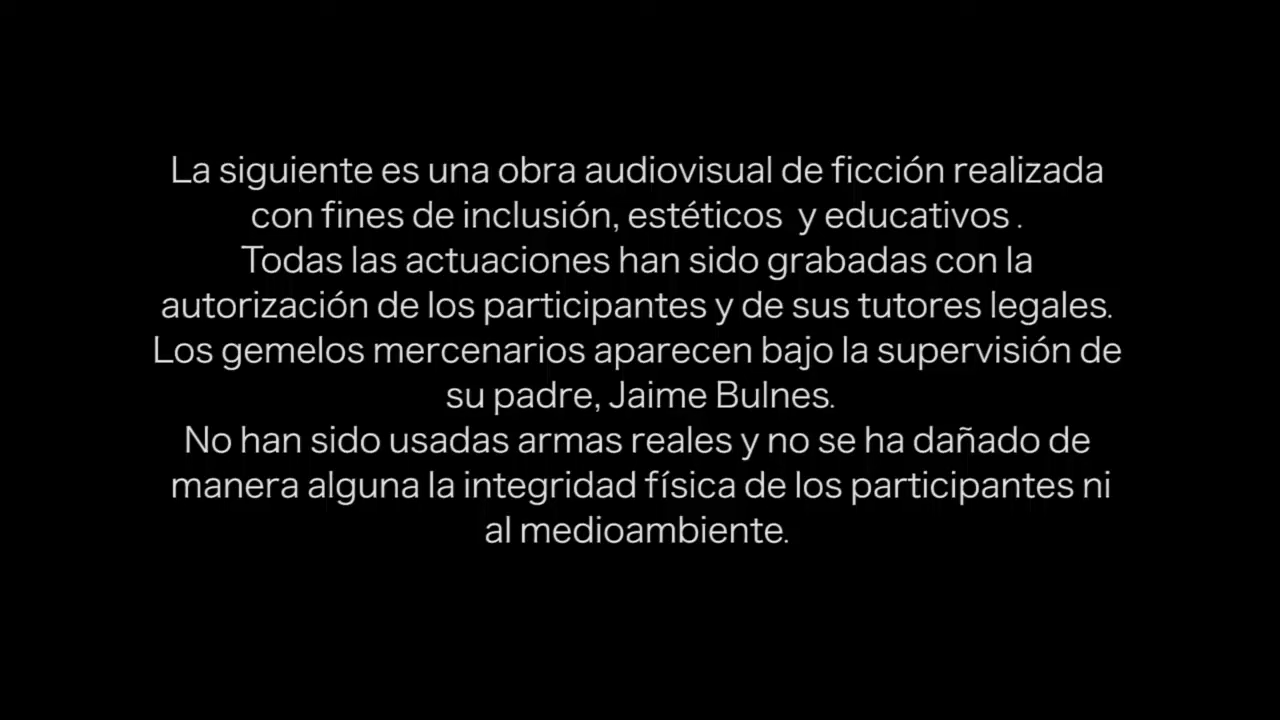 La siguiente es una obra audiovisual de ficción realizada
con fines de inclusión, estéticos  y educativos .
Todas las actuaciones han sido grabadas con la
autorización de los participantes y de sus tutores legales.
Los gemelos mercenarios aparecen bajo la supervisión de
su padre, Jaime Bulnes.
No han sido usadas armas reales y no se ha dañado de
manera alguna la integridad física de los participantes ni
al medioambiente.